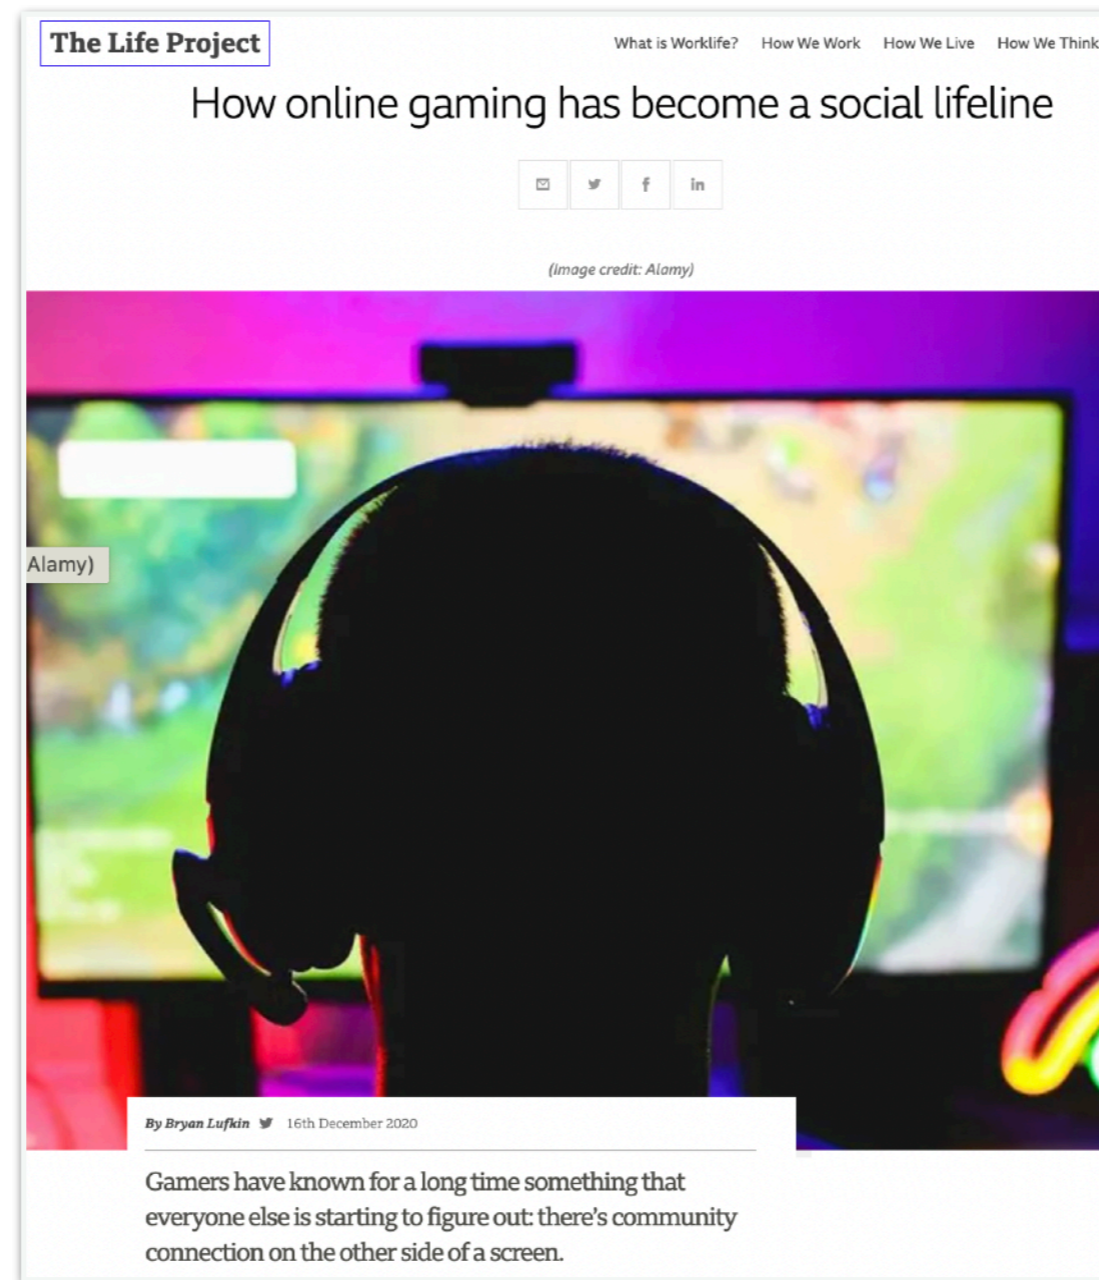 The Life Project
What is Worklife? How We Work How We Live How We Think
How online gaming has become a social lifeline
(Image credit: Alamy)
Alamy)
By Bryan Lufkin 16th December 2020
Gamers have known for a long time something that
everyone else is starting to figure out: there's community
connection on the other side of a screen.